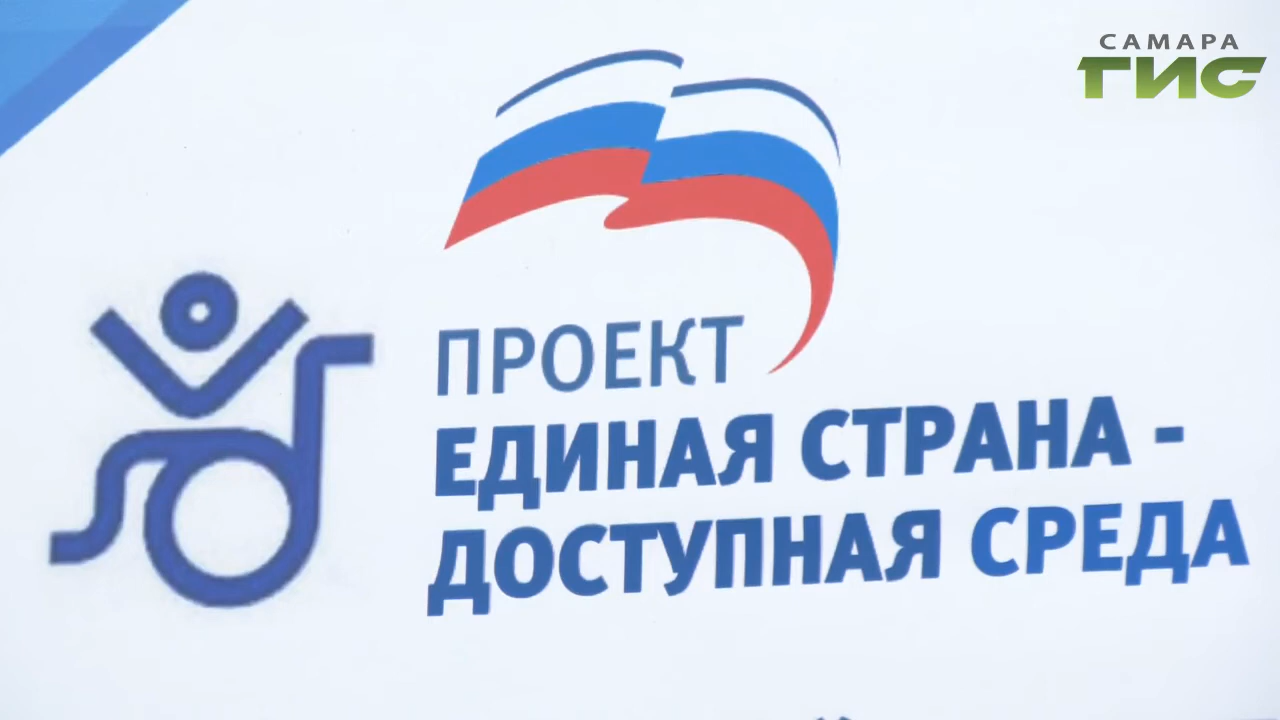 САМАРА
ГИС
ПРОЕКТ
ЕДИНАЯ СТРАНА -
ДОСТУПНАЯ СРЕДА